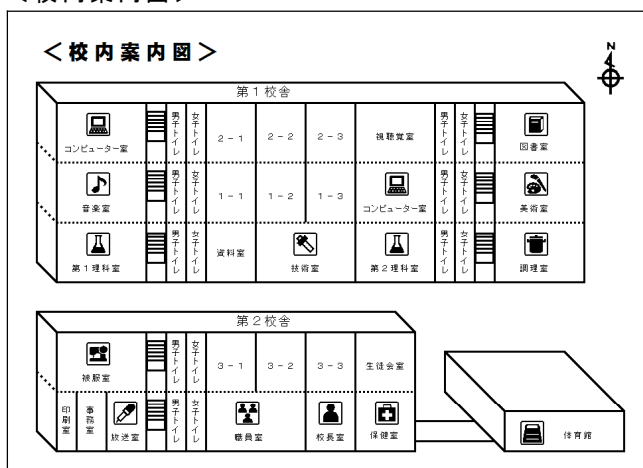 ＜校内案内図＞
N
第１校舎
コンピューター室
男子トイレ
女子トイレ
２－１
２－２
２－３
視聴覚室
男子トイレ
女子トイレ
図書室
音楽室
男子トイレ
女子トイレ
１－１
１－２
１－３
コンピューター室
男子トイレ
女子トイレ
美術室
第１理科室
男子トイレ
女子トイレ
資料室
技術室
第２理科室
男子トイレ
女子トイレ
調理室
第２校舎
被服室
男子トイレ
女子トイレ
３－１
３－２
３－３
生徒会室
印刷室
事務室
放送室
男子トイレ
女子トイレ
職員室
校長室
保健室
体育館